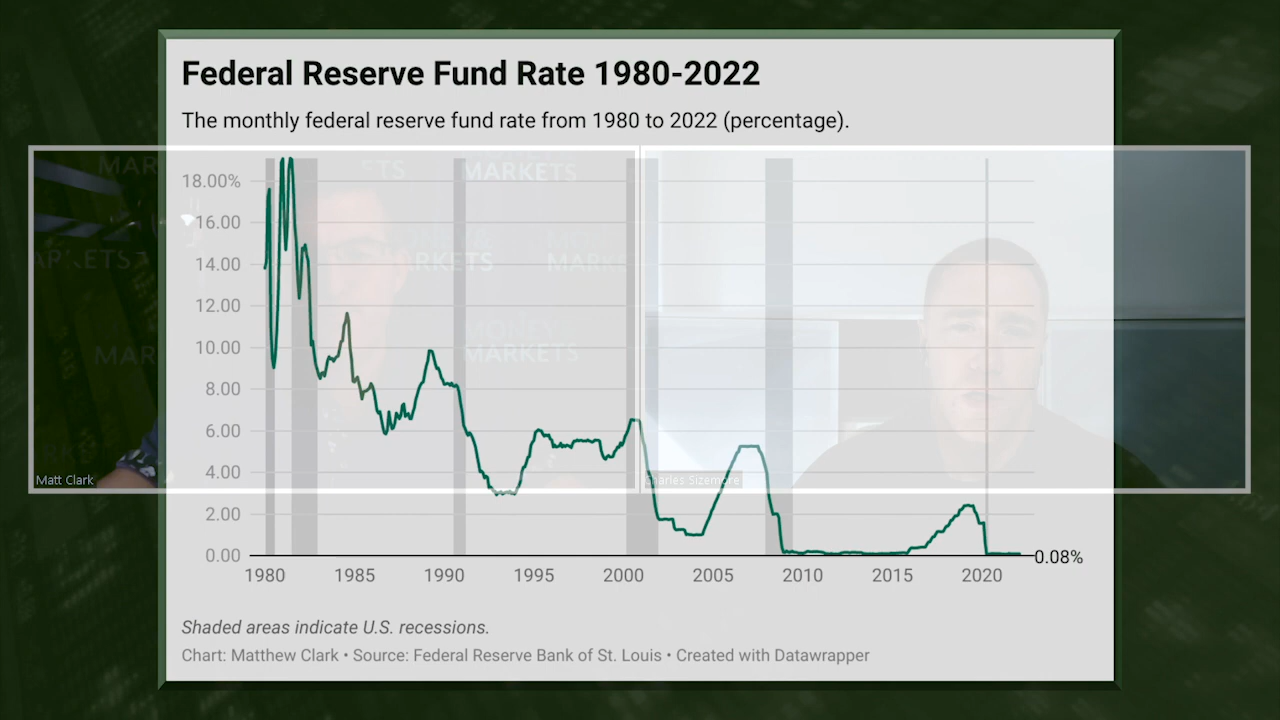 Federal Reserve Fund Rate 1980-2022
The monthly federal reserve fund rate from 1980 to 2022 (percentage).
18.00%
16.00
14.00
12.00
10.00
8.00
6.00
4.00
2.00
0.00
0.08%
1980 1985 1990 1995 2000 2005 2010 2015 2020
Shaded areas indicate U.S. recessions.
Chart: Matthew Clark • Source: Federal Reserve Bank of St. Louis • Created with Datawrapper
Matt Clark
Charles Sizemore
MARKETS
MONEY &
MARKETS